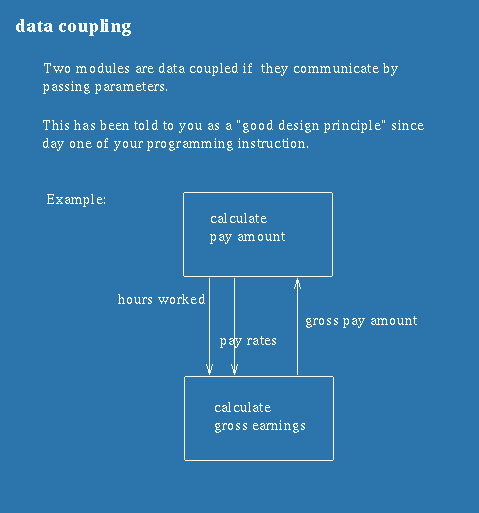 data coupling
Two modules are data coupled if they communicate by
passing parameters.
This has been told to you as a "good design principle" since
day one of your programming instruction.
Example:
calculate
pay amount
hours worked
gross pay amount
pay rates
calculate
gross earnings